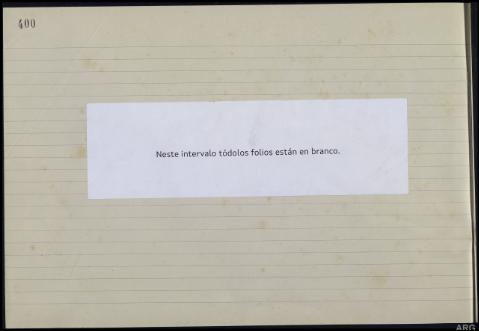 400
Neste intervalo tódolos folios están en branco.
ARG